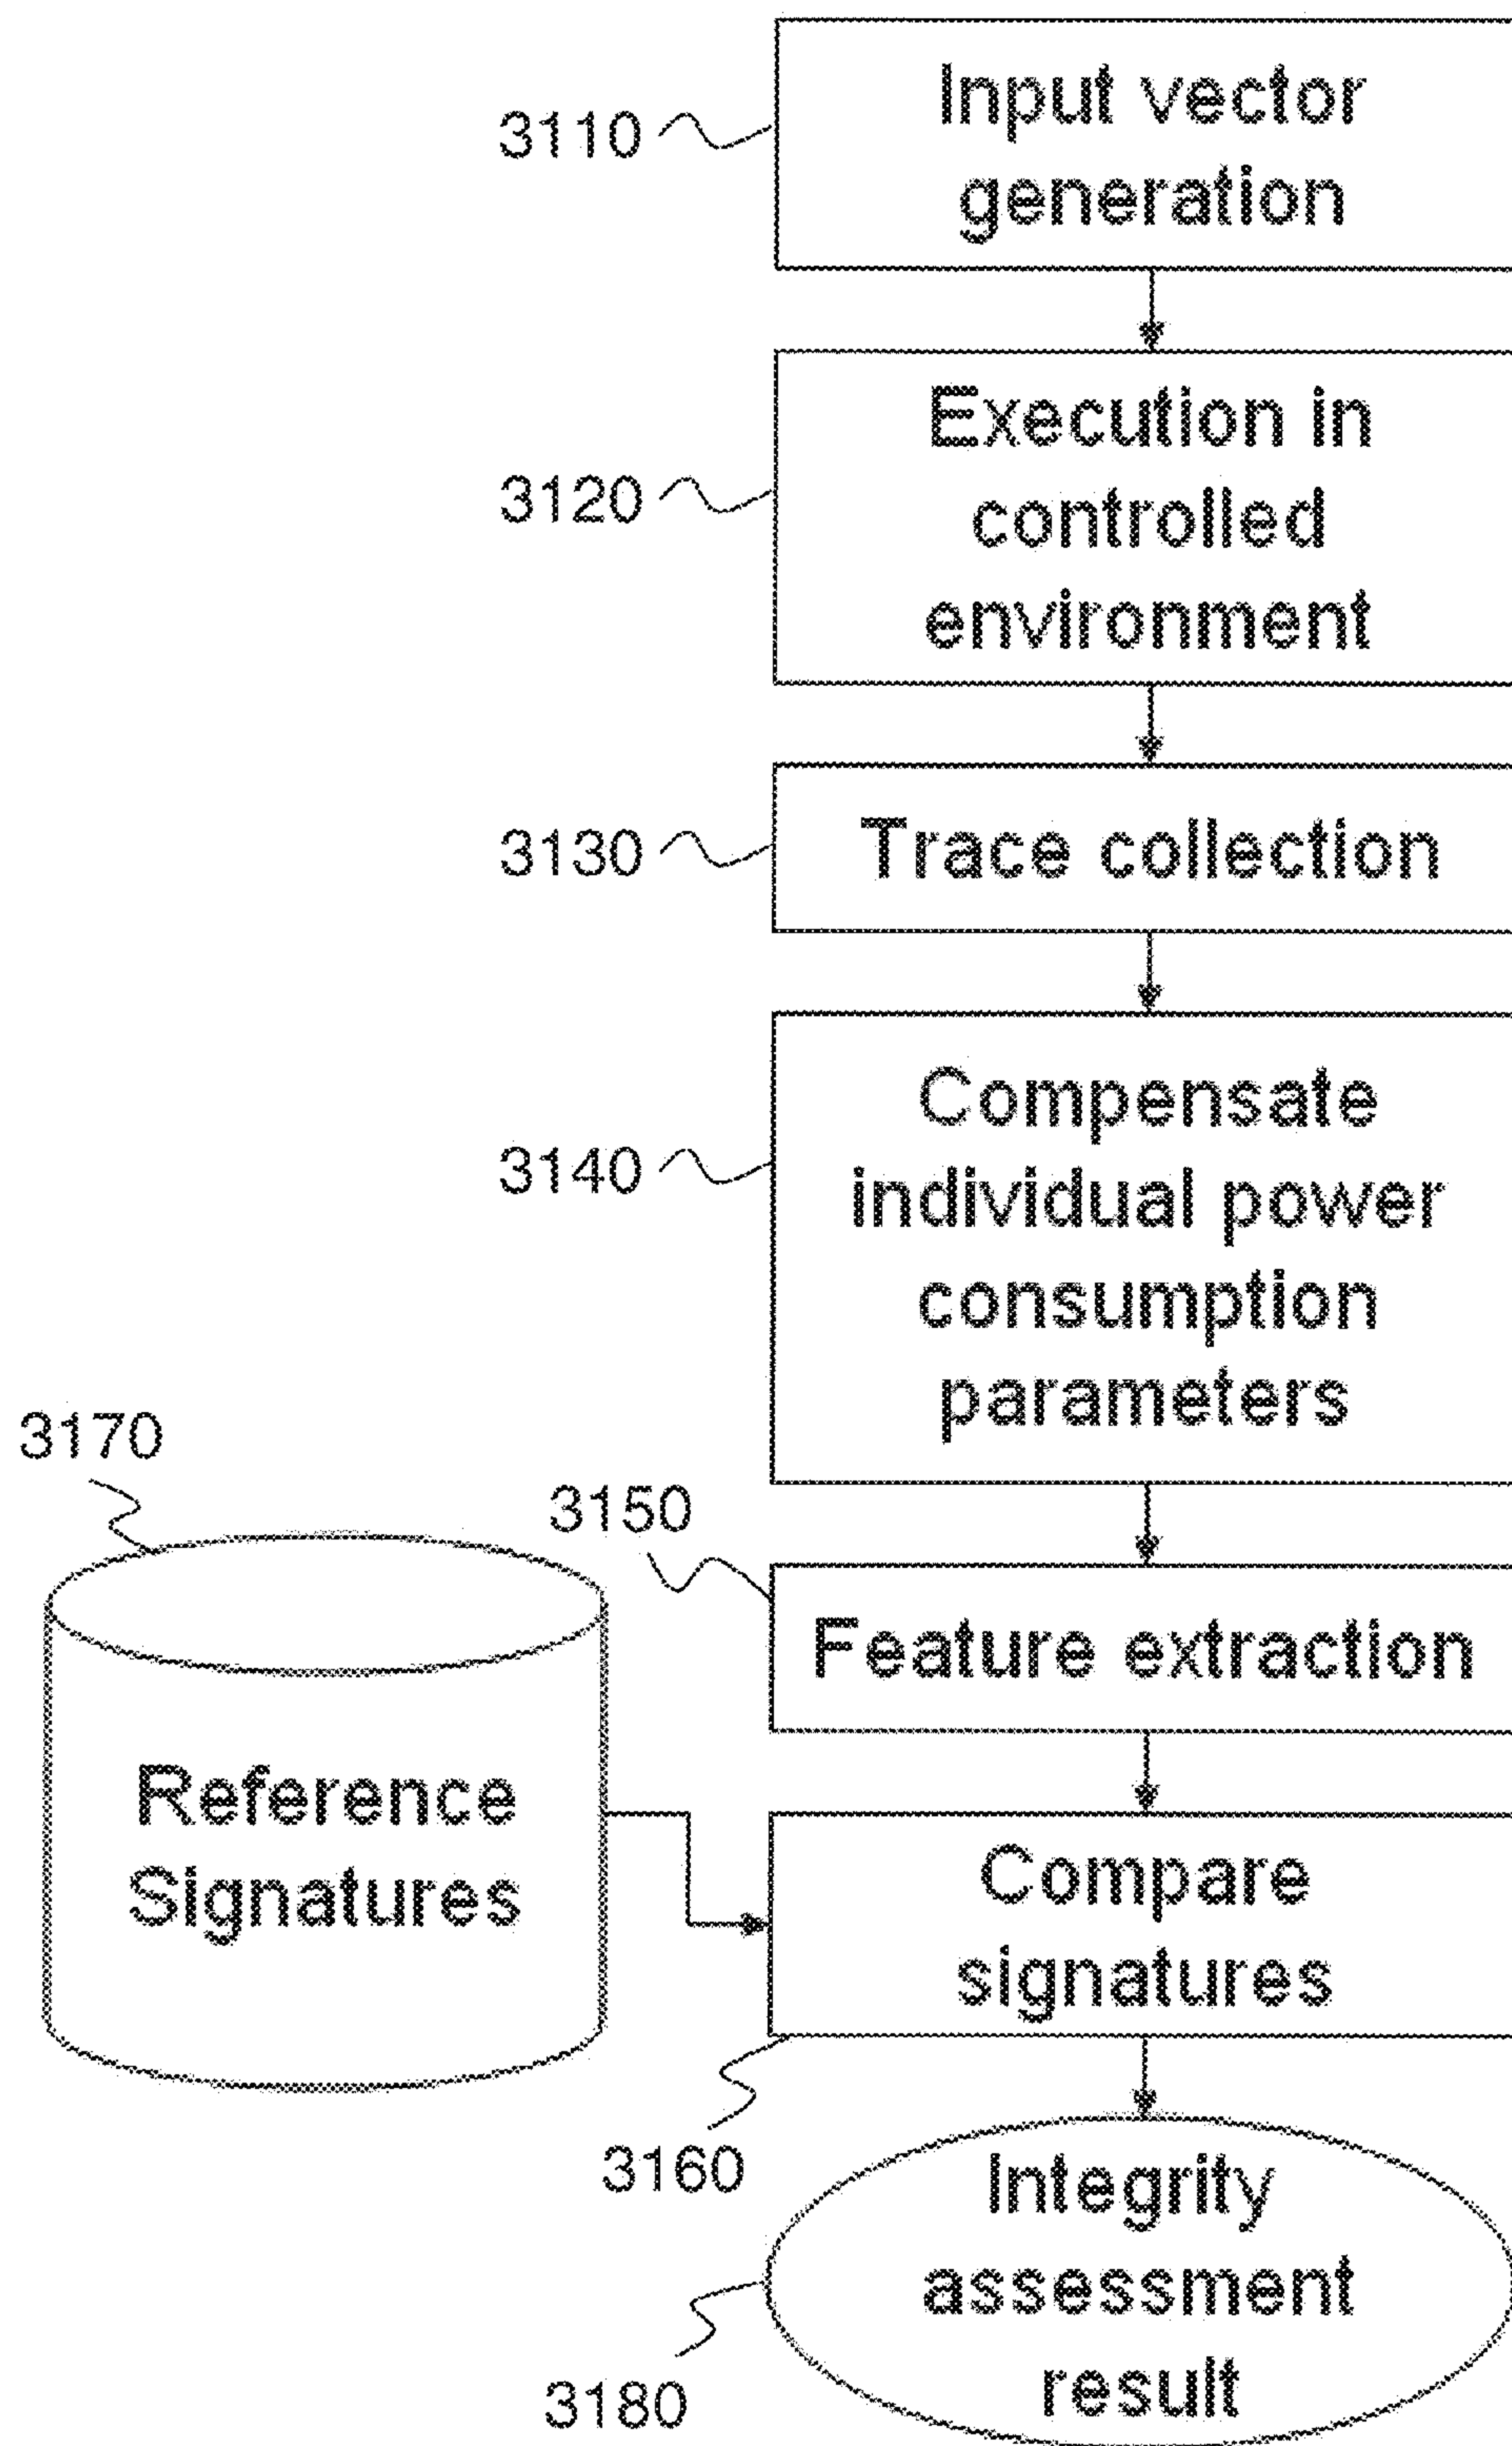 3110
Input vector
generation
3120
Execution in
controlled
environment
3130
Trace collection
3140
Compensate
individual power
consumption
parameters
3170
3150
Feature extraction
Reference
Signatures
Compare
signatures
3160
Integrity
assessment
result
3180